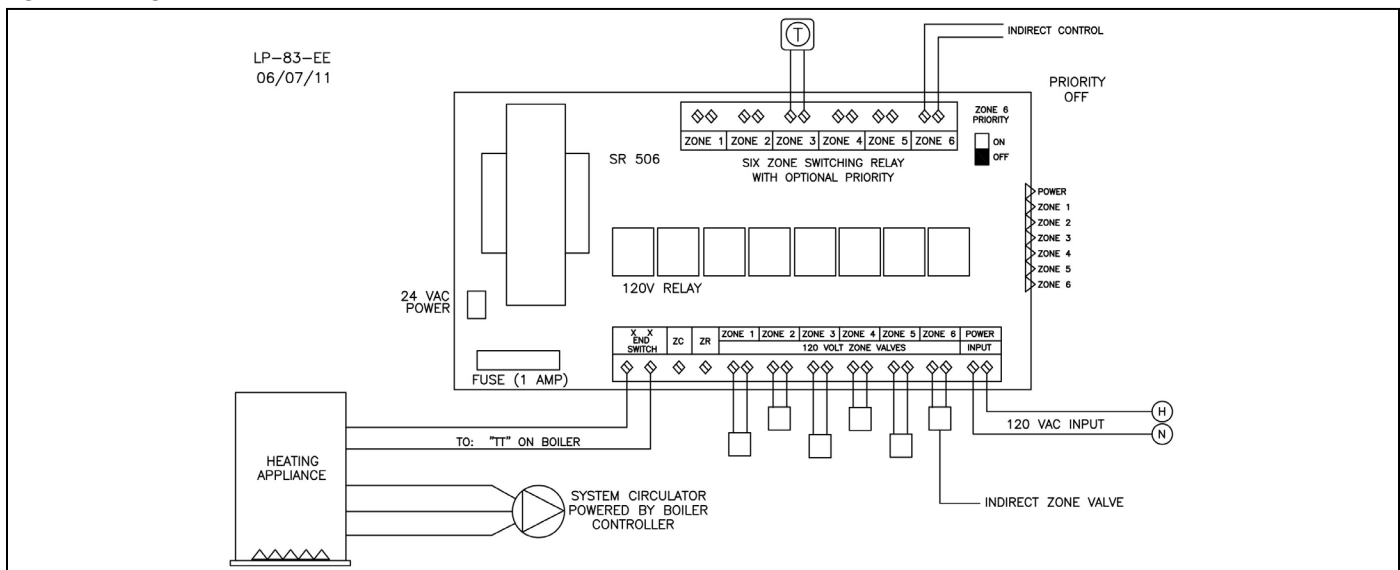 LP-83-EE
06/07/11
T
INDIRECT CONTROL
PRIORITY
OFF
ZONE 1 ZONE 2 ZONE 3 ZONE 4 ZONE 5 ZONE 6
ZONE 6
PRIORITY
ON
OFF
SR 506
SIX ZONE SWITCHING RELAY
WITH OPTIONAL PRIORITY
POWER
ZONE 1
ZONE 2
ZONE 3
ZONE 4
ZONE 5
ZONE 6
120V RELAY
24 VAC
POWER
FUSE (1 AMP)
X X
END
SWITCH
ZC
ZR
ZONE 1 ZONE 2 ZONE 3 ZONE 4 ZONE 5 ZONE 6
120 VOLT ZONE VALVES
POWER
INPUT
TO: "TT" ON BOILER
120 VAC INPUT
H
N
HEATING
APPLIANCE
SYSTEM CIRCULATOR
POWERED BY BOILER
CONTROLLER
INDIRECT ZONE VALVE